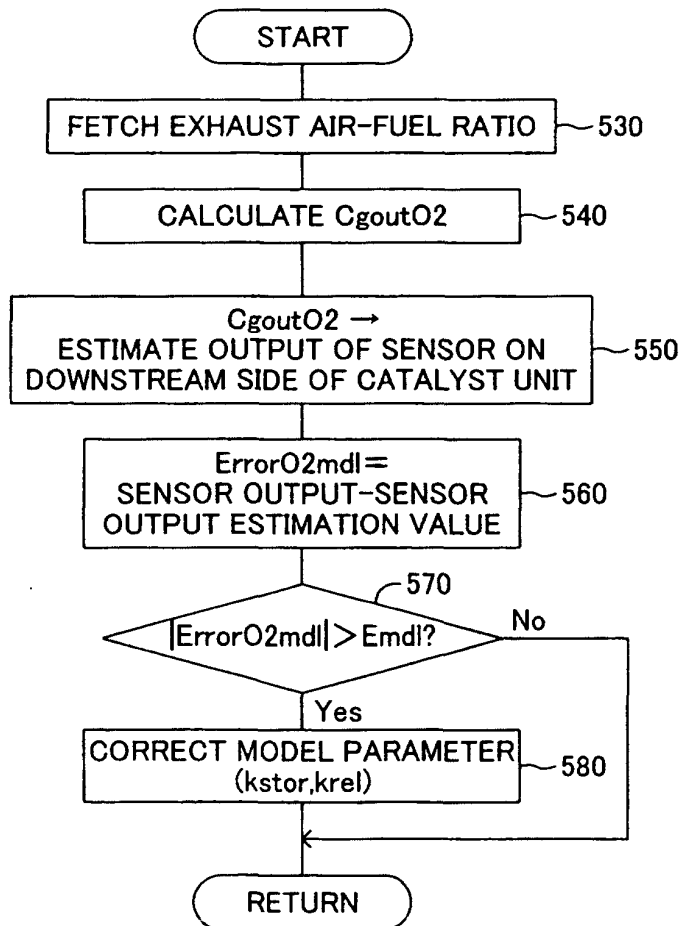 START
FETCH EXHAUST AIR-FUEL RATIO
530
CALCULATE CgoutO2
540
CgoutO2 →
ESTIMATE OUTPUT OF SENSOR ON
DOWNSTREAM SIDE OF CATALYST UNIT
550
ErrorO2mdl=
SENSOR OUTPUT-SENSOR
OUTPUT ESTIMATION VALUE
560
570
|ErrorO2mdl|>Emdl?
No
Yes
CORRECT MODEL PARAMETER
(kstor,krel)
580
RETURN